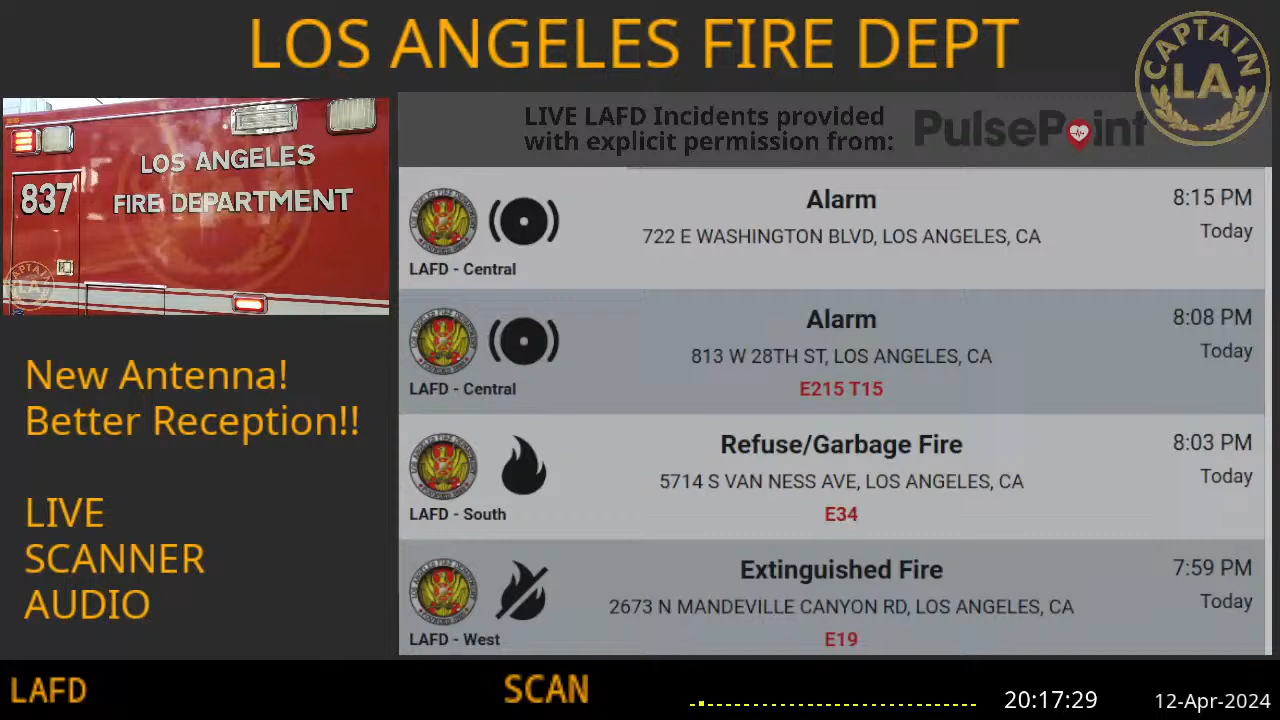 LOS ANGELES FIRE DEPT
CAPTAIN
LA
LIVE LAFD Incidents provided
with explicit permission from:
PulsePoint
LOS ANGELES
FIRE DEPARTMENT
837
CAPTAIN
LA
Alarm
8:15 PM
722 E WASHINGTON BLVD, LOS ANGELES, CA
Today
LAFD - Central
Alarm
8:08 PM
813 W 28TH ST, LOS ANGELES, CA
Today
LAFD - Central
E215 T15
Refuse/Garbage Fire
8:03 PM
5714 S VAN NESS AVE, LOS ANGELES, CA
Today
LAFD - South
E34
Extinguished Fire
7:59 PM
2673 N MANDEVILLE CANYON RD, LOS ANGELES, CA
Today
LAFD - West
E19
New Antenna!
Better Reception!!
LIVE
SCANNER
AUDIO
LAFD
SCAN
20:17:29
12-Apr-2024